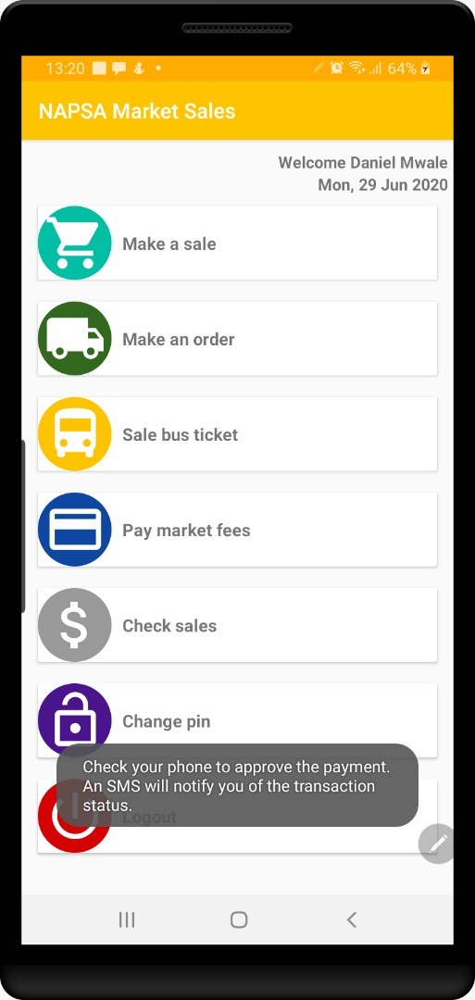 13:20
64%
NAPSA Market Sales
Welcome Daniel Mwale
Mon, 29 Jun 2020
Make a sale
Make an order
Sale bus ticket
Pay market fees
Check sales
Change pin
Check your phone to approve the payment.
An SMS will notify you of the transaction
status.
Logout